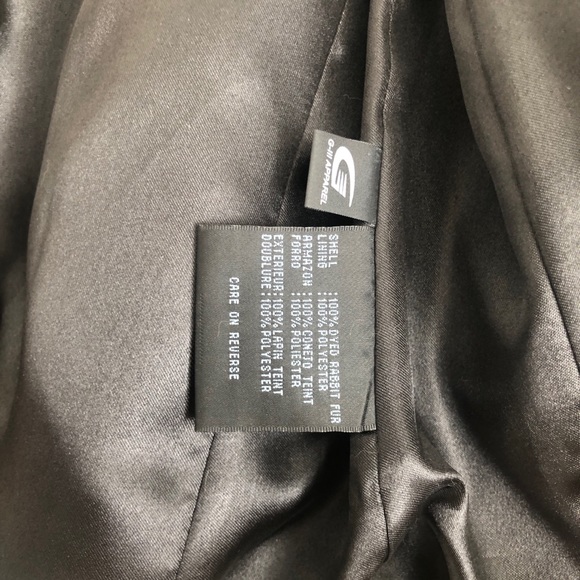 G-III APPAREL
SHELL :100% DYED RABBIT FUR
LINING :100% POLYESTER
ARMAZON :100% CONEJO TEINT
FORRO :100% POLIESTER
EXTERIEUR:100% LAPIN TEINT
DOUBLURE:100% POLYESTER
CARE ON REVERSE